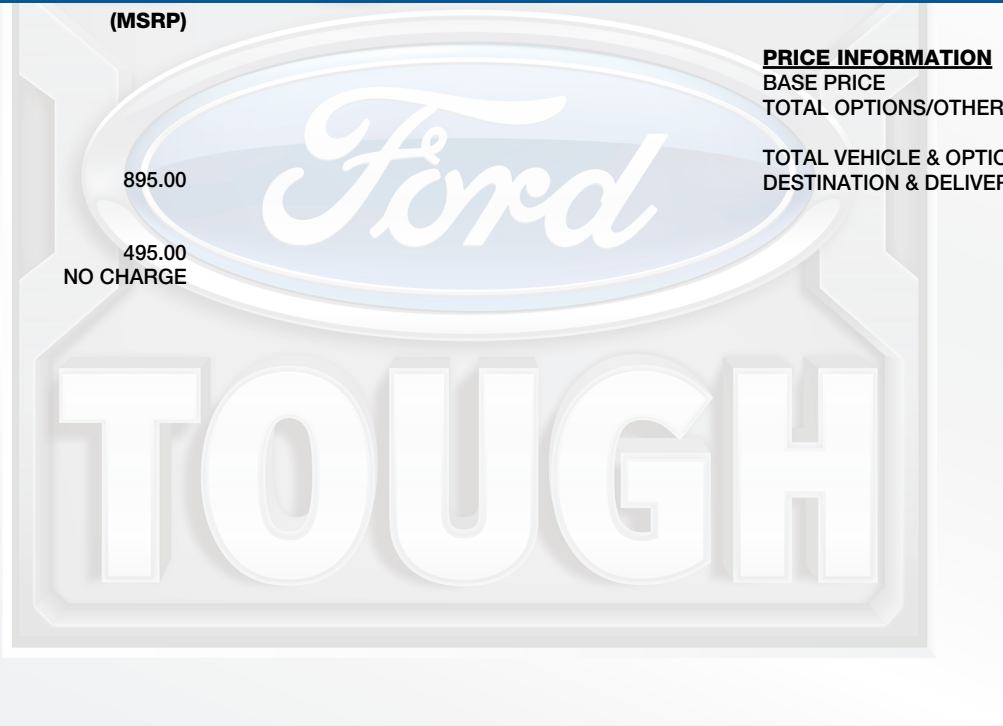 (MSRP)
895.00
495.00
NO CHARGE
PRICE INFORMATION
BASE PRICE
TOTAL OPTIONS/OTHER
TOTAL VEHICLE & OPTIO
DESTINATION & DELIVER
Ford
TOUGH